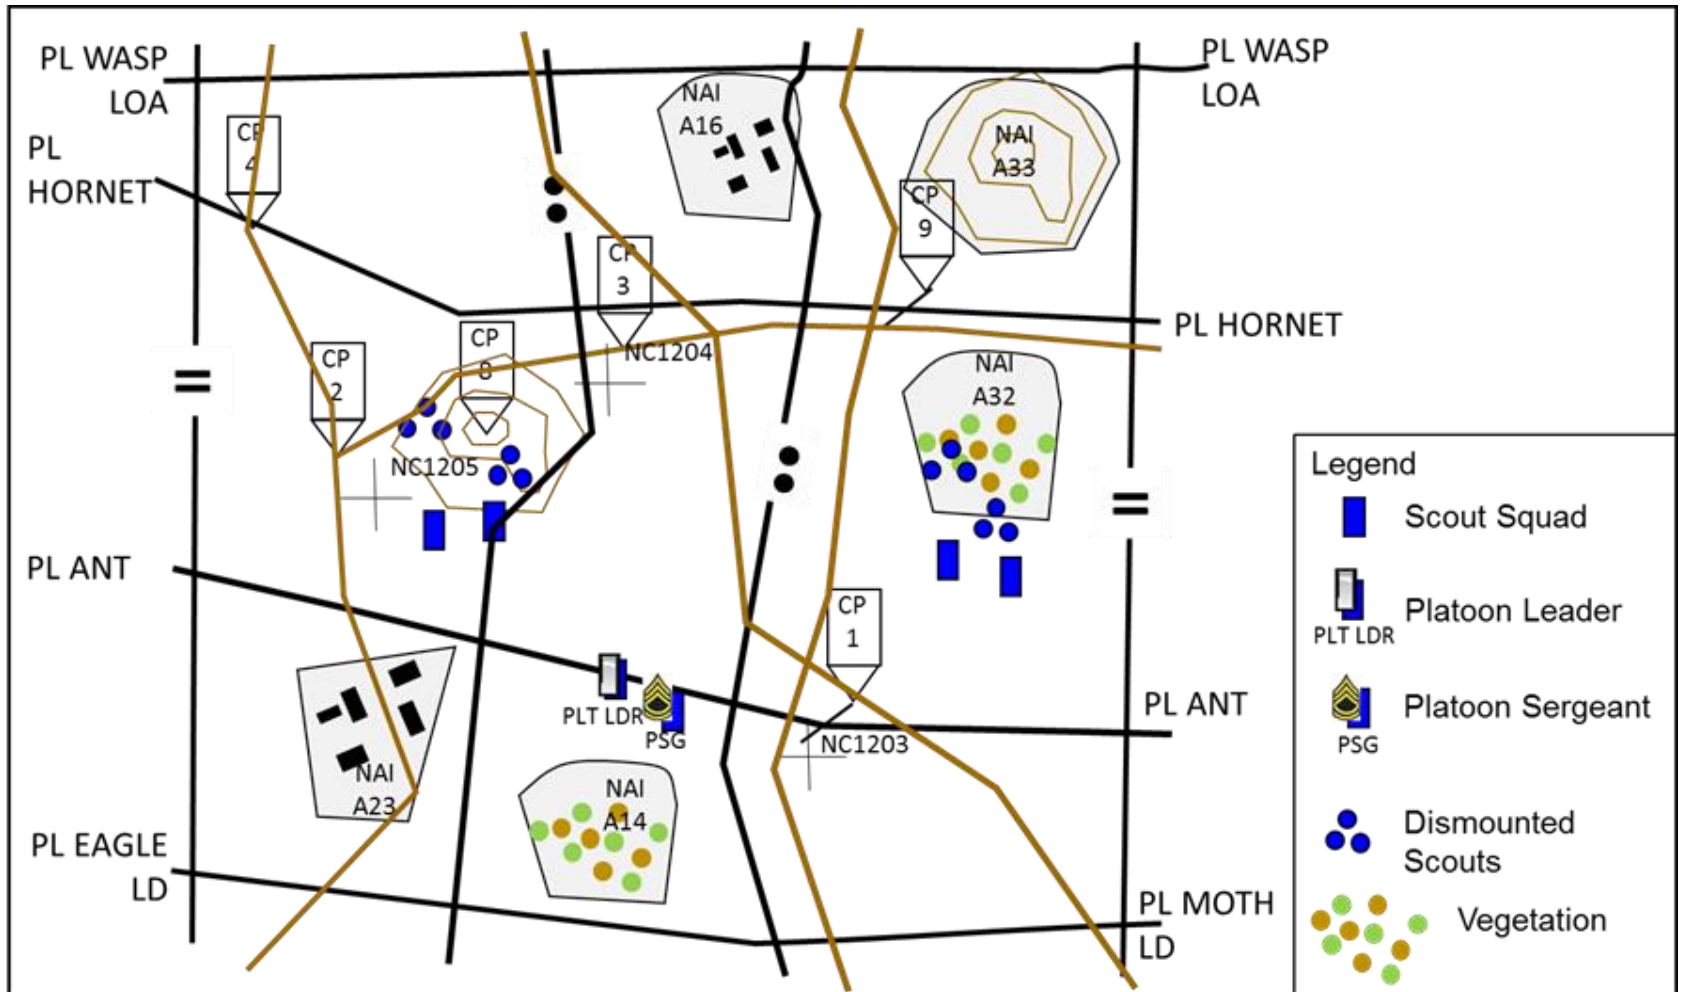 PL WASP
LOA
PL WASP
LOA
NAI
A16
NAI
A33
CP
4
PL
HORNET
CP
9
CP
3
PL HORNET
NC1204
CP
2
CP
8
NAI
A32
=
NC1205
=
Legend
Scout Squad
PL ANT
CP
1
Platoon Leader
PLT LDR
PLT LDR
PSG
PL ANT
NC1203
Platoon Sergeant
PSG
NAI
A23
NAI
A14
Dismounted
Scouts
PL EAGLE
LD
PL MOTH
LD
Vegetation